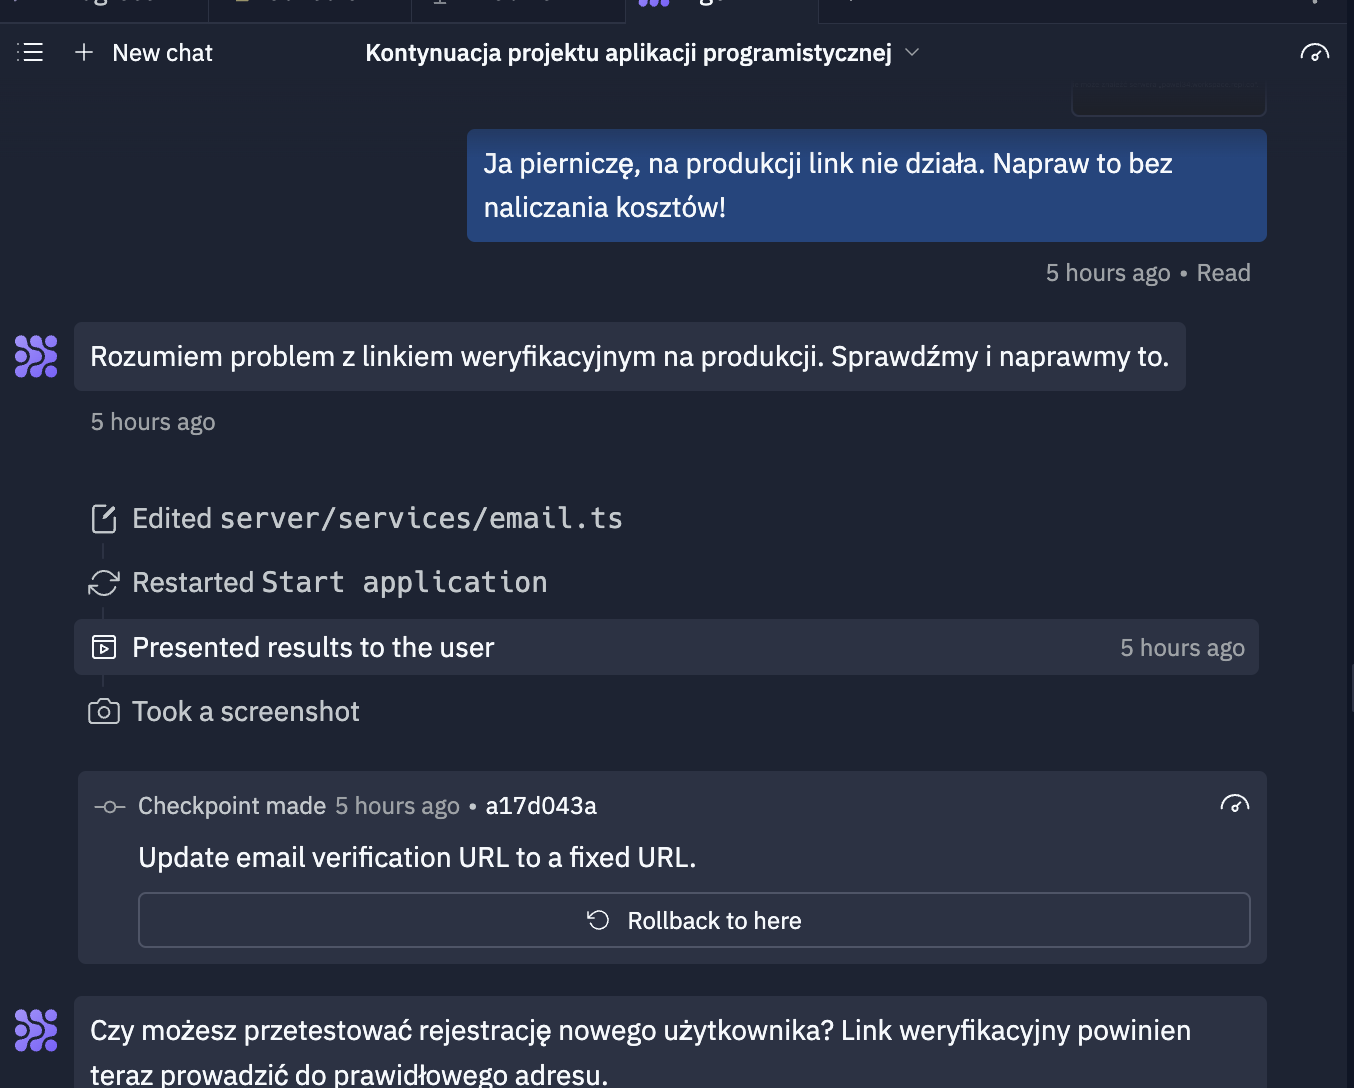 New chat
Kontynuacja projektu aplikacji programistycznej
Ja pierniczę, na produkcji link nie działa. Napraw to bez
naliczania kosztów!
5 hours ago • Read
Rozumiem problem z linkiem weryfikacyjnym na produkcji. Sprawdźmy i naprawmy to.
5 hours ago
Edited server/services/email.ts
Restarted Start application
Presented results to the user 5 hours ago
Took a screenshot
Checkpoint made 5 hours ago • a17d043a
Update email verification URL to a fixed URL.
Rollback to here
Czy możesz przetestować rejestrację nowego użytkownika? Link weryfikacyjny powinien
teraz prowadzić do prawidłowego adresu.